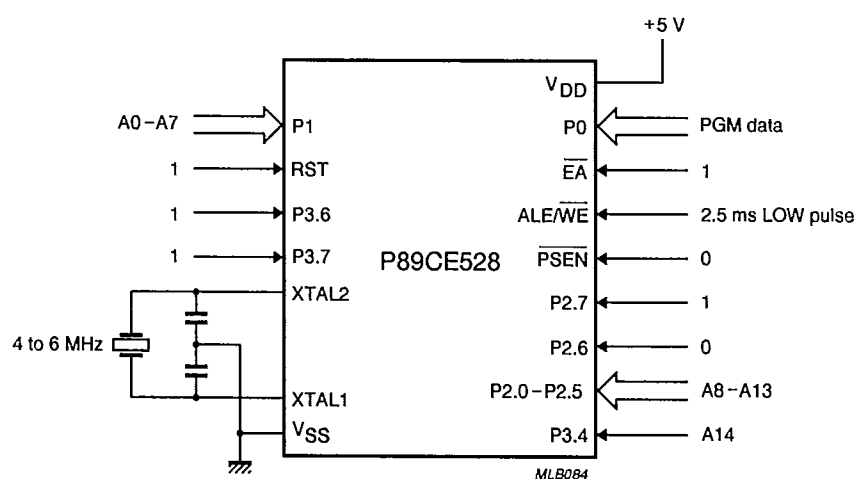 +5 V
VDD
A0–A7
P1
P0
PGM data
1
RST
EA
1
1
P3.6
ALE/WE
2.5 ms LOW pulse
1
P3.7
P89CE528
PSEN
0
XTAL2
P2.7
1
4 to 6 MHz
P2.6
0
P2.0–P2.5
A8–A13
XTAL1
VSS
P3.4
A14
MLB084